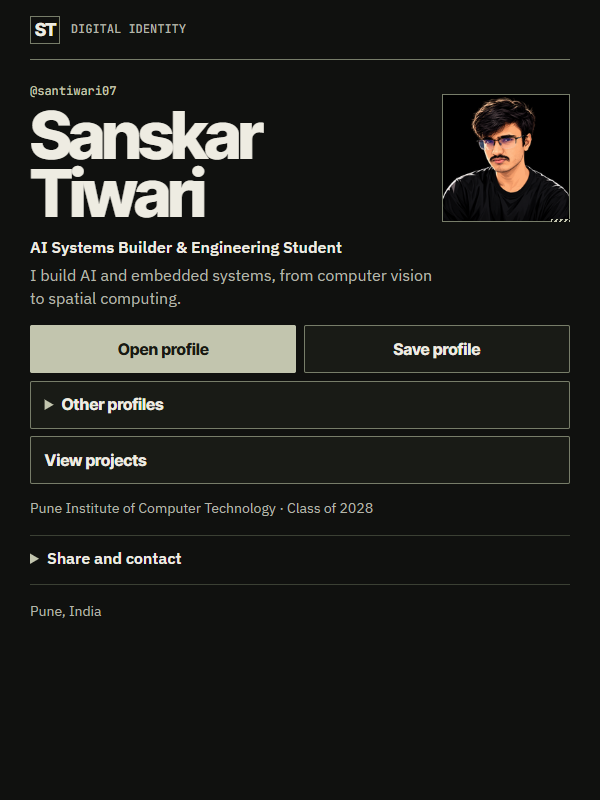 ST DIGITAL IDENTITY
@santiwari07
Sanskar
Tiwari
AI Systems Builder & Engineering Student
I build AI and embedded systems, from computer vision
to spatial computing.
Open profile Save profile
Other profiles
View projects
Pune Institute of Computer Technology · Class of 2028
Share and contact
Pune, India